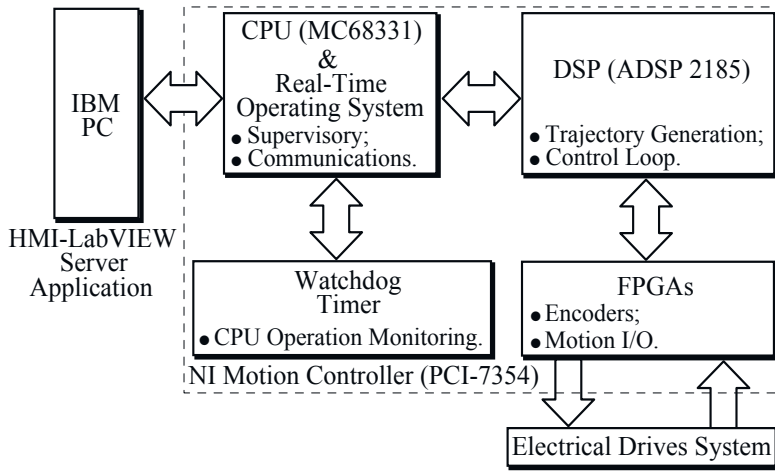 IBM
PC
HMI-LabVIEW
Server
Application
CPU (MC68331)
&
Real-Time
Operating System
● Supervisory;
● Communications.
DSP (ADSP 2185)
● Trajectory Generation;
● Control Loop.
Watchdog
Timer
● CPU Operation Monitoring.
FPGAs
● Encoders;
● Motion I/O.
NI Motion Controller (PCI-7354)
Electrical Drives System